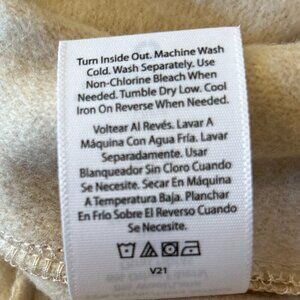 Turn Inside Out. Machine Wash
Cold. Wash Separately. Use
Non-Chlorine Bleach When
Needed. Tumble Dry Low. Cool
Iron On Reverse When Needed.
Voltear Al Revés. Lavar A
Máquina Con Agua Fría. Lavar
Separadamente. Usar
Blanqueador Sin Cloro Cuando
Se Necesite. Secar En Máquina
A Temperatura Baja. Planchar
En Frío Sobre El Reverso Cuando
Se Necesite.
V21